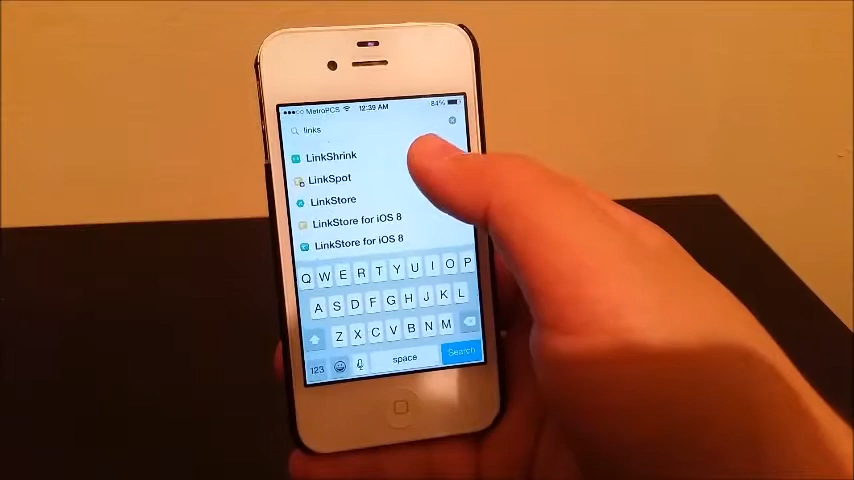 MetroPCS 12:39 AM 84%
links
LinkShrink
LinkSpot
LinkStore
LinkStore for iOS 8
LinkStore for iOS 8
Q W E R T Y U I O P
A S D F G H J K L
Z X C V B N M
123 space Search